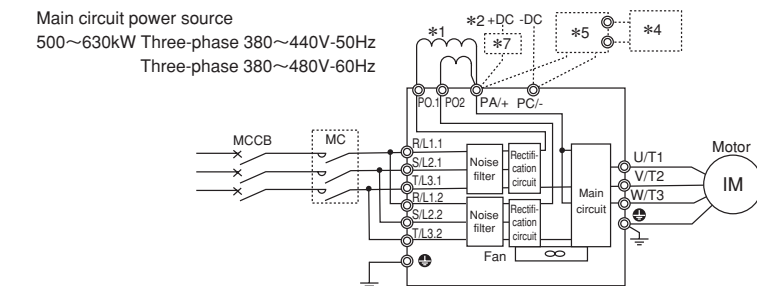 Main circuit power source
500～630kW Three-phase 380～440V-50Hz
Three-phase 380～480V-60Hz
*1
*2 +DC -DC
*7
*5
*4
PO.1 PO2 PA/+ PC/-
MCCB
MC
R/L1.1
S/L2.1
T/L3.1
R/L1.2
S/L2.2
T/L3.2
Noise
filter
Rectifi-
cation
circuit
Noise
filter
Rectifi-
cation
circuit
Main
circuit
Fan
U/T1
V/T2
W/T3
Motor
IM